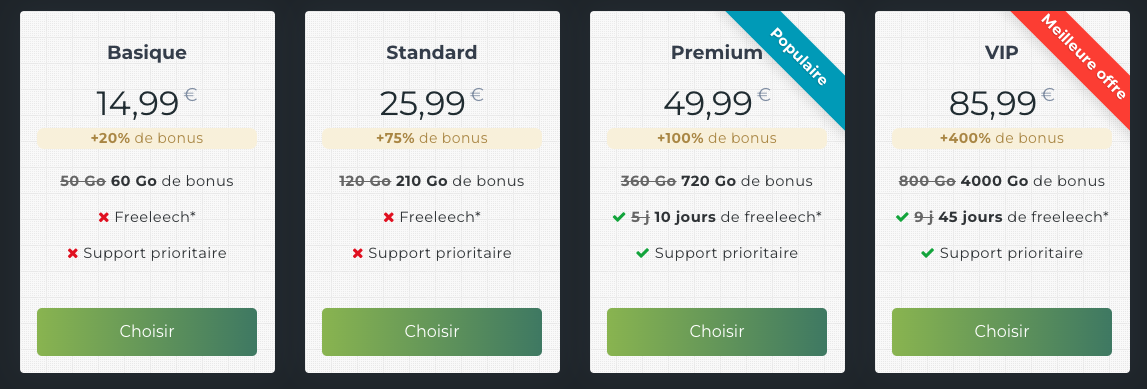 Basique
14,99 €
+20% de bonus
50 Go 60 Go de bonus
Freeleech*
Support prioritaire
Choisir
Standard
25,99 €
+75% de bonus
120 Go 210 Go de bonus
Freeleech*
Support prioritaire
Choisir
Populaire
Premium
49,99 €
+100% de bonus
360 Go 720 Go de bonus
5 j 10 jours de freeleech*
Support prioritaire
Choisir
Meilleure offre
VIP
85,99 €
+400% de bonus
800 Go 4000 Go de bonus
9 j 45 jours de freeleech*
Support prioritaire
Choisir